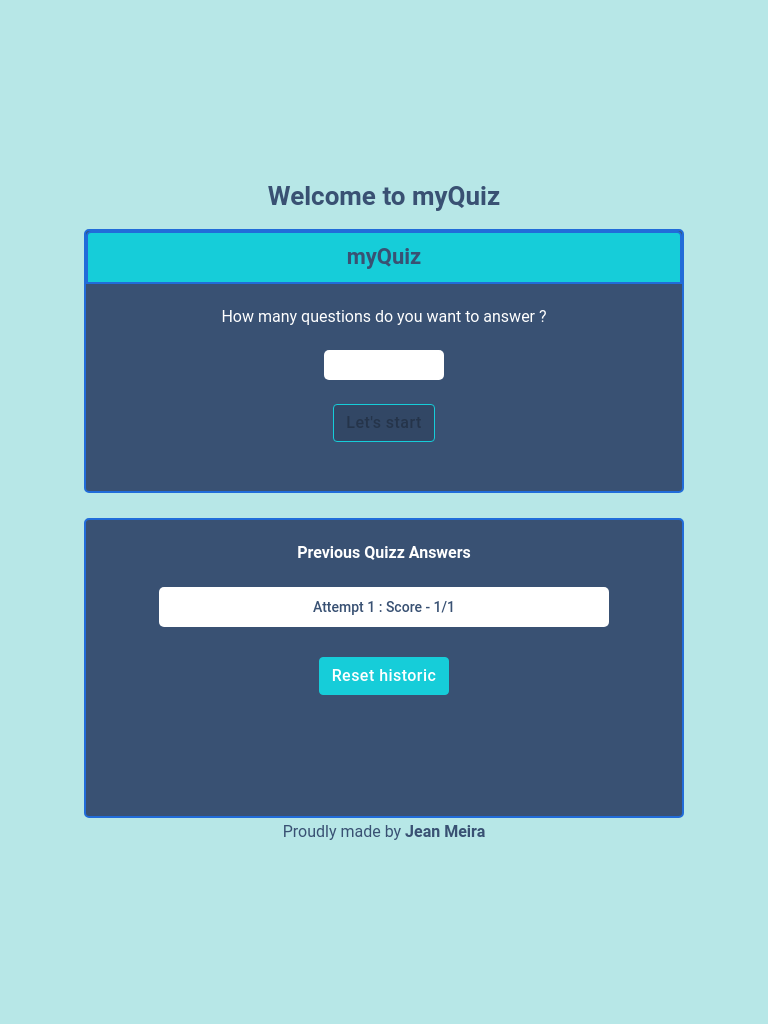 Welcome to myQuiz
myQuiz
How many questions do you want to answer ?
Let's start
Previous Quizz Answers
Attempt 1 : Score - 1/1
Reset historic
Proudly made by Jean Meira